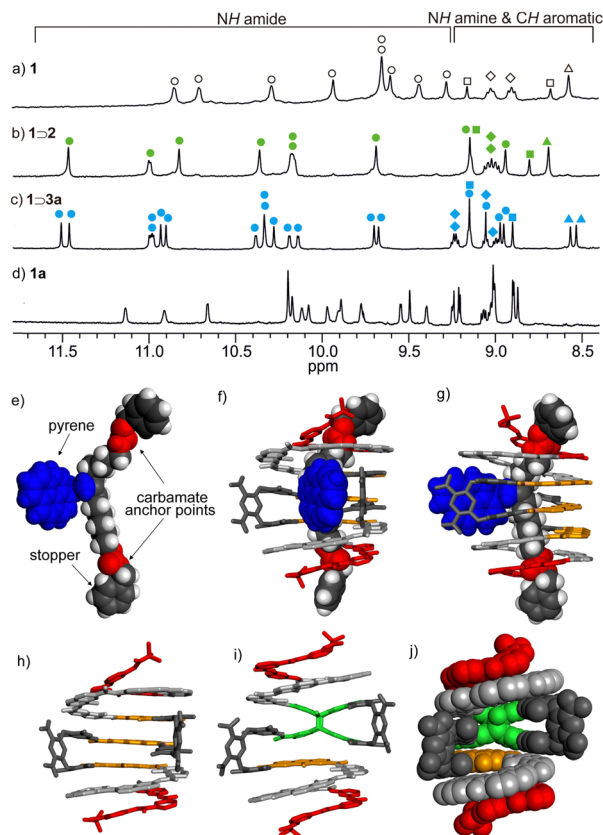 NH amide NH amine & CH aromatic
a) 1
b) 1⊃2
c) 1⊃3a
d) 1a
11.5 11.0 10.5 10.0 9.5 9.0 8.5
ppm
e) f) g)
pyrene
carbamate
anchor points
stopper
h) i) j)